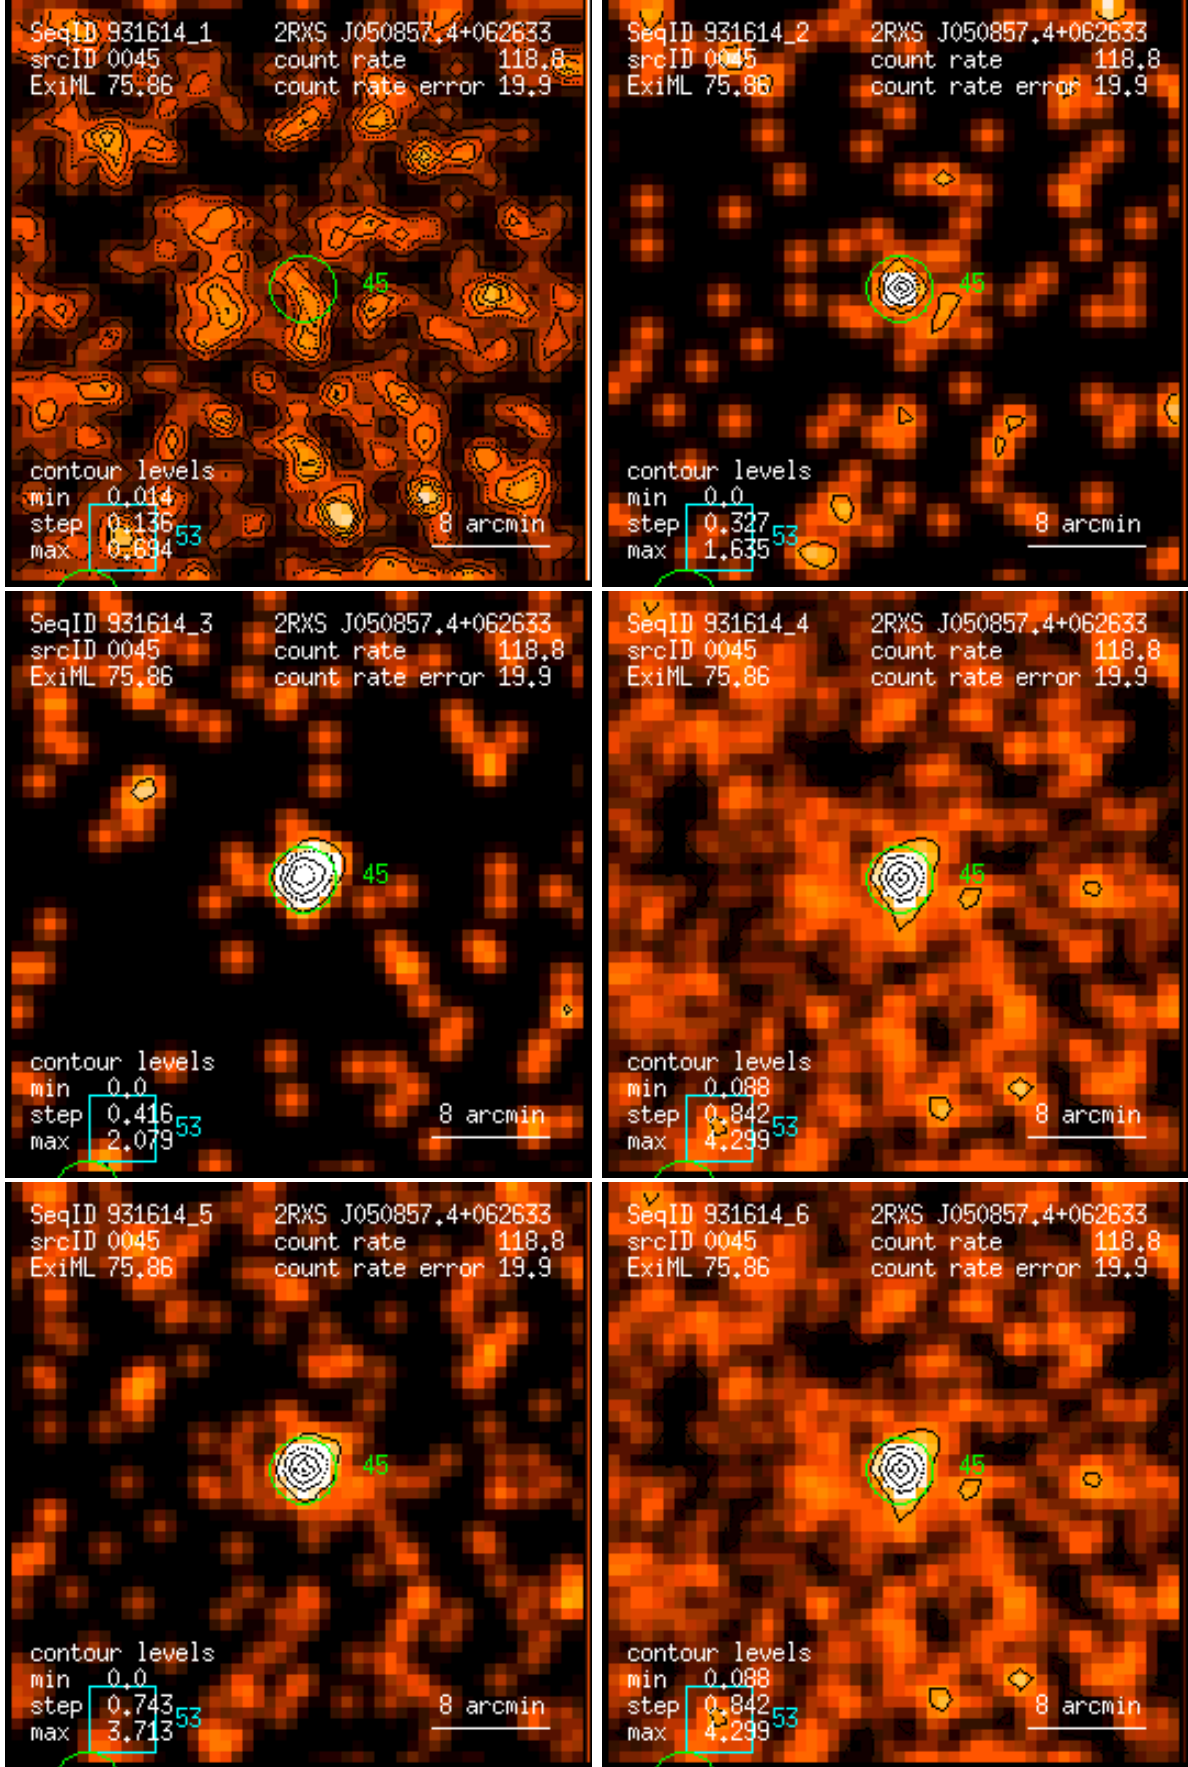 SeqID 931614_1 2RXS J050857.4+062633
srcID 0045 count rate 118.8
ExiML 75.86 count rate error 19.9
45
contour levels
min 0.014
step 0.136 53 8 arcmin
max 0.694
SeqID 931614_2 2RXS J050857.4+062633
srcID 0045 count rate 118.8
ExiML 75.86 count rate error 19.9
45
contour levels
min 0.0
step 0.327 53 8 arcmin
max 1.635
SeqID 931614_3 2RXS J050857.4+062633
srcID 0045 count rate 118.8
ExiML 75.86 count rate error 19.9
45
contour levels
min 0.0
step 0.416 53 8 arcmin
max 2.079
SeqID 931614_4 2RXS J050857.4+062633
srcID 0045 count rate 118.8
ExiML 75.86 count rate error 19.9
45
contour levels
min 0.088
step 0.842 53 8 arcmin
max 4.299
SeqID 931614_5 2RXS J050857.4+062633
srcID 0045 count rate 118.8
ExiML 75.86 count rate error 19.9
45
contour levels
min 0.0
step 0.743 53 8 arcmin
max 3.713
SeqID 931614_6 2RXS J050857.4+062633
srcID 0045 count rate 118.8
ExiML 75.86 count rate error 19.9
45
contour levels
min 0.088
step 0.842 53 8 arcmin
max 4.299